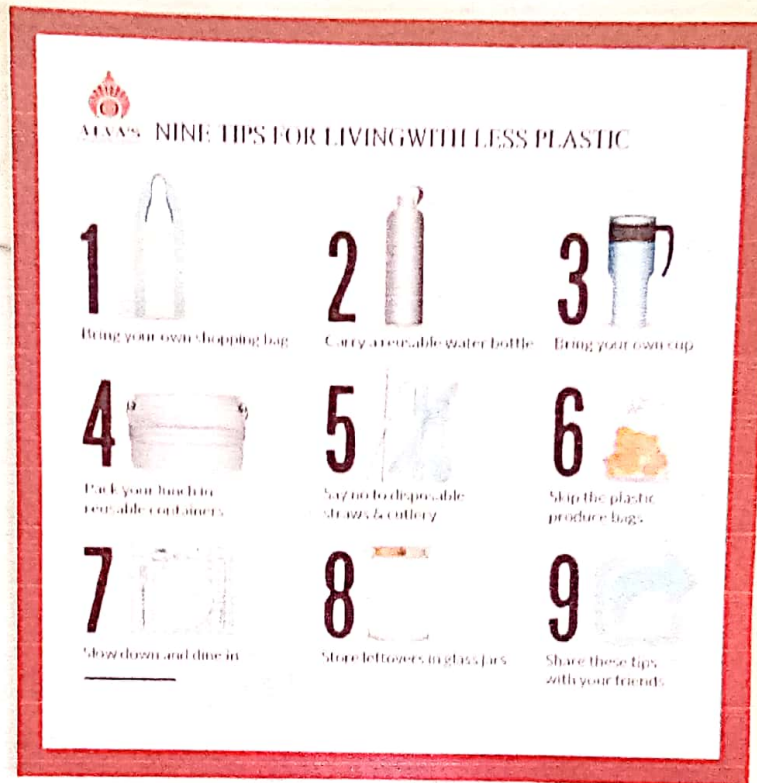 ALVA'S NINE TIPS FOR LIVINGWITH LESS PLASTIC
1
Bring your own shopping bag
2
Carry a reusable water bottle
3
Bring your own cup
4
Pack your lunch in
reusable containers
5
Say no to disposable
straws & cutlery
6
Skip the plastic
produce bags
7
Slow down and dine in
8
Store leftovers in glass jars
9
Share these tips
with your friends